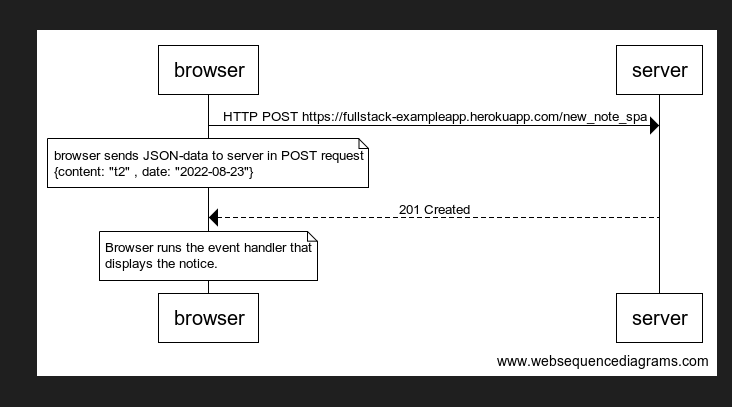 browser
server
HTTP POST https://fullstack-exampleapp.herokuapp.com/new_note_spa
browser sends JSON-data to server in POST request
{content: "t2" , date: "2022-08-23"}
201 Created
Browser runs the event handler that
displays the notice.
browser
server
www.websequencediagrams.com